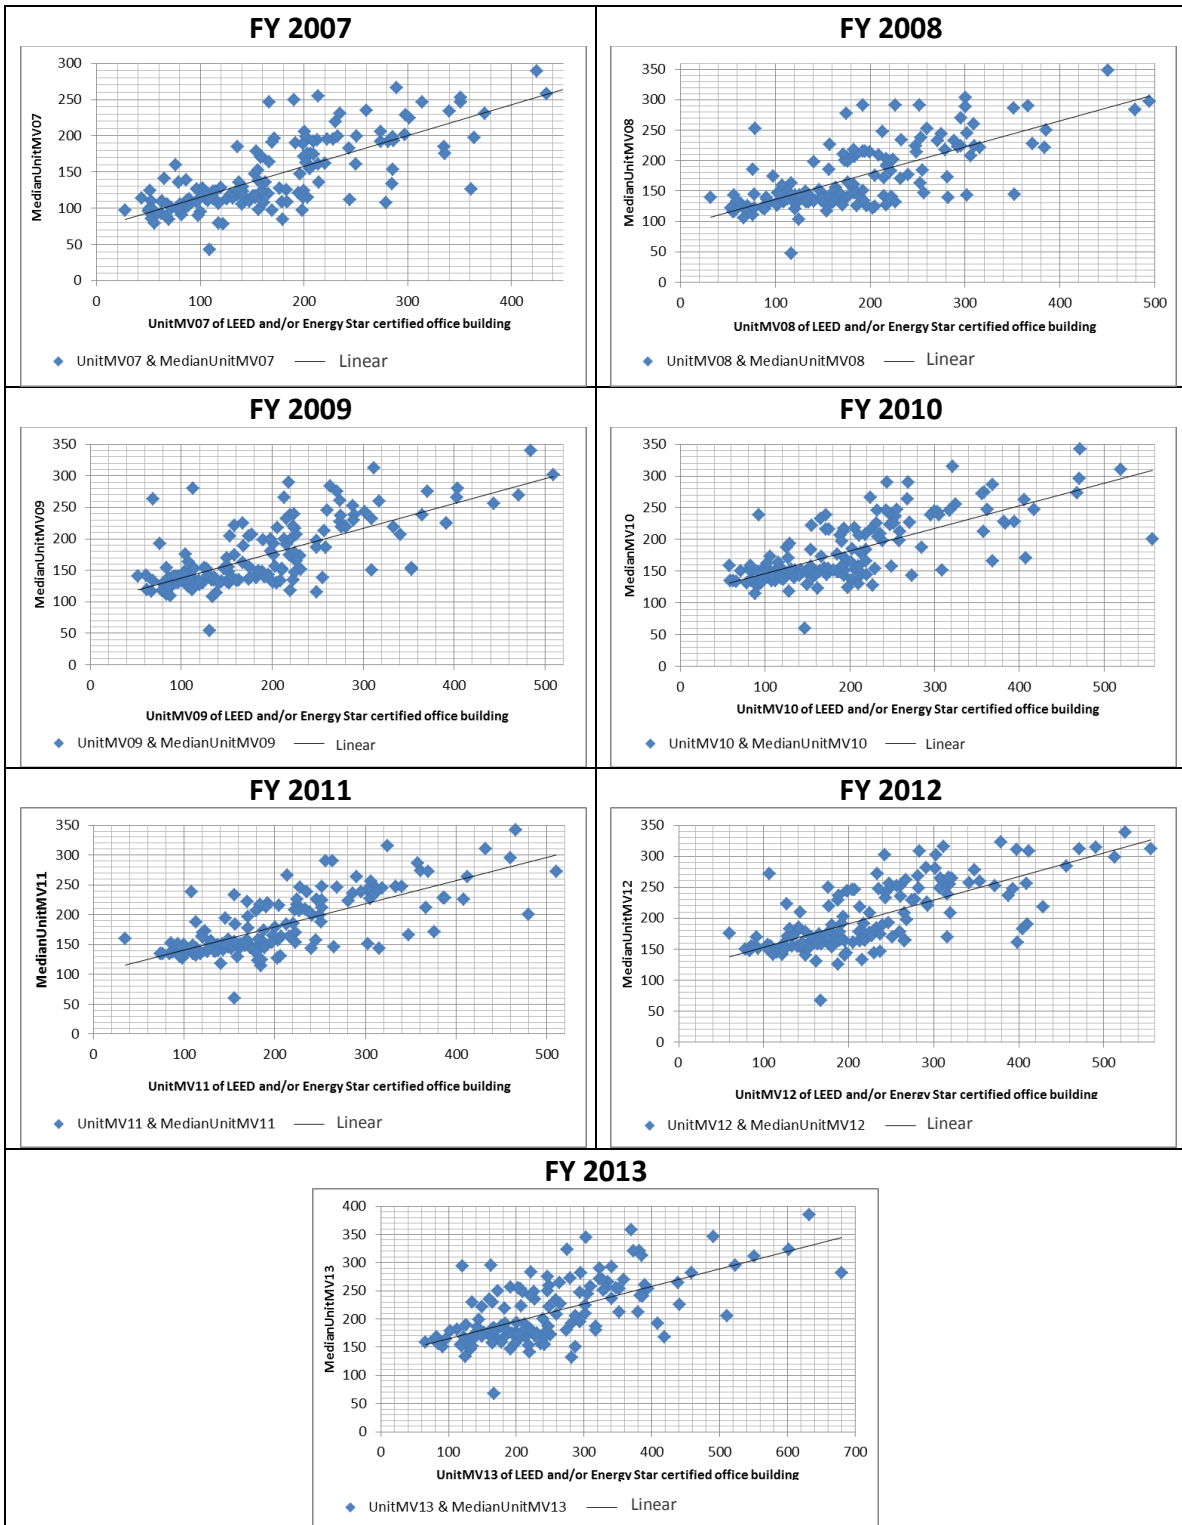 FY 2007
300
250
200
150
100
50
0
0 100 200 300 400
MedianUnitMV07
UnitMV07 of LEED and/or Energy Star certified office building
UnitMV07 & MedianUnitMV07 Linear
FY 2008
350
300
250
200
150
100
50
0
0 100 200 300 400 500
MedianUnitMV08
UnitMV08 of LEED and/or Energy Star certified office building
UnitMV08 & MedianUnitMV08 Linear
FY 2009
350
300
250
200
150
100
50
0
0 100 200 300 400 500
MedianUnitMV09
UnitMV09 of LEED and/or Energy Star certified office building
UnitMV09 & MedianUnitMV09 Linear
FY 2010
350
300
250
200
150
100
50
0
0 100 200 300 400 500
MedianMV10
UnitMV10 of LEED and/or Energy Star certified office building
UnitMV10 & MedianUnitMV10 Linear
FY 2011
350
300
250
200
150
100
50
0
0 100 200 300 400 500
MedianUnitMV11
UnitMV11 of LEED and/or Energy Star certified office building
UnitMV11 & MedianUnitMV11 Linear
FY 2012
350
300
250
200
150
100
50
0
0 100 200 300 400 500
MedianUnitMV12
UnitMV12 of LEED and/or Energy Star certified office building
UnitMV12 & MedianUnitMV12 Linear
FY 2013
400
350
300
250
200
150
100
50
0
0 100 200 300 400 500 600 700
MedianUnitMV13
UnitMV13 of LEED and/or Energy Star certified office building
UnitMV13 & MedianUnitMV13 Linear